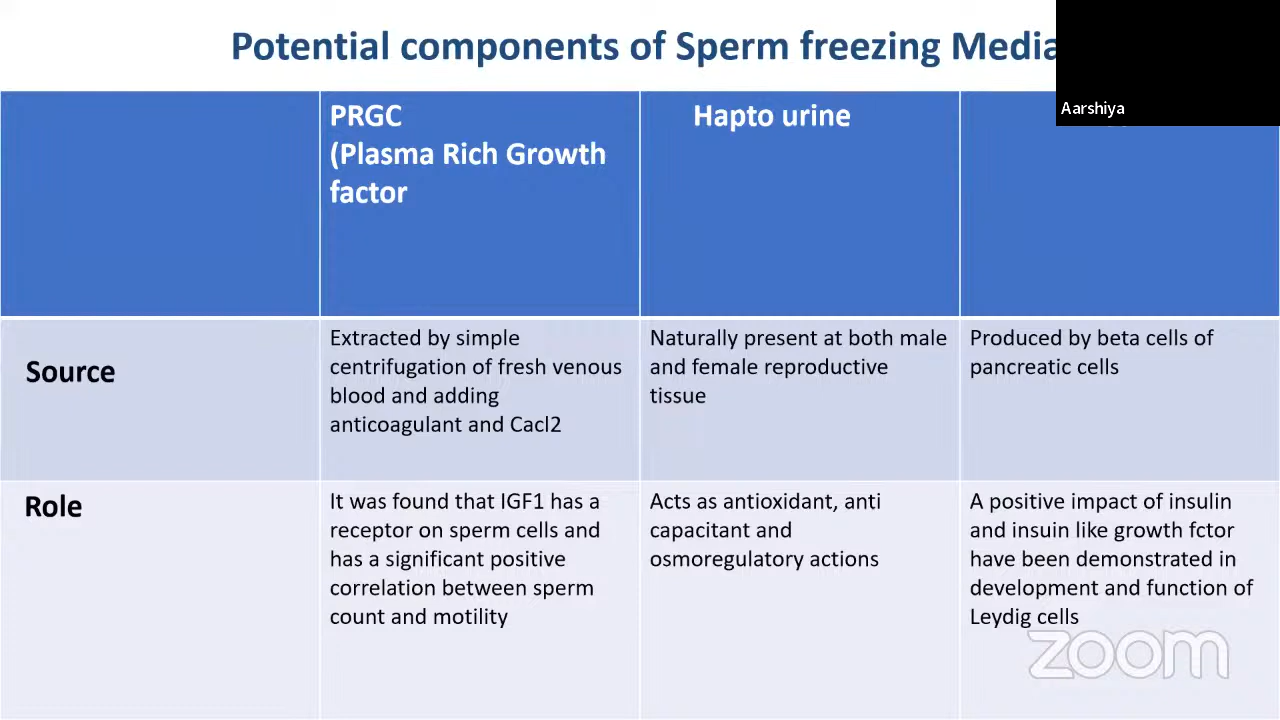 Potential components of Sperm freezing Media
Aarshiya
PRGC
(Plasma Rich Growth
factor
Hapto urine
Source
Extracted by simple
centrifugation of fresh venous
blood and adding
anticoagulant and Cacl2
Naturally present at both male
and female reproductive
tissue
Produced by beta cells of
pancreatic cells
Role
It was found that IGF1 has a
receptor on sperm cells and
has a significant positive
correlation between sperm
count and motility
Acts as antioxidant, anti
capacitant and
osmoregulatory actions
A positive impact of insulin
and insuin like growth fctor
have been demonstrated in
development and function of
Leydig cells
zoom